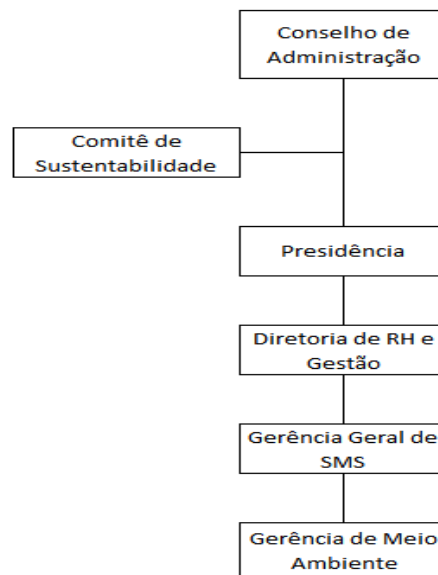 Conselho de
Administração
Comitê de
Sustentabilidade
Presidência
Diretoria de RH e
Gestão
Gerência Geral de
SMS
Gerência de Meio
Ambiente